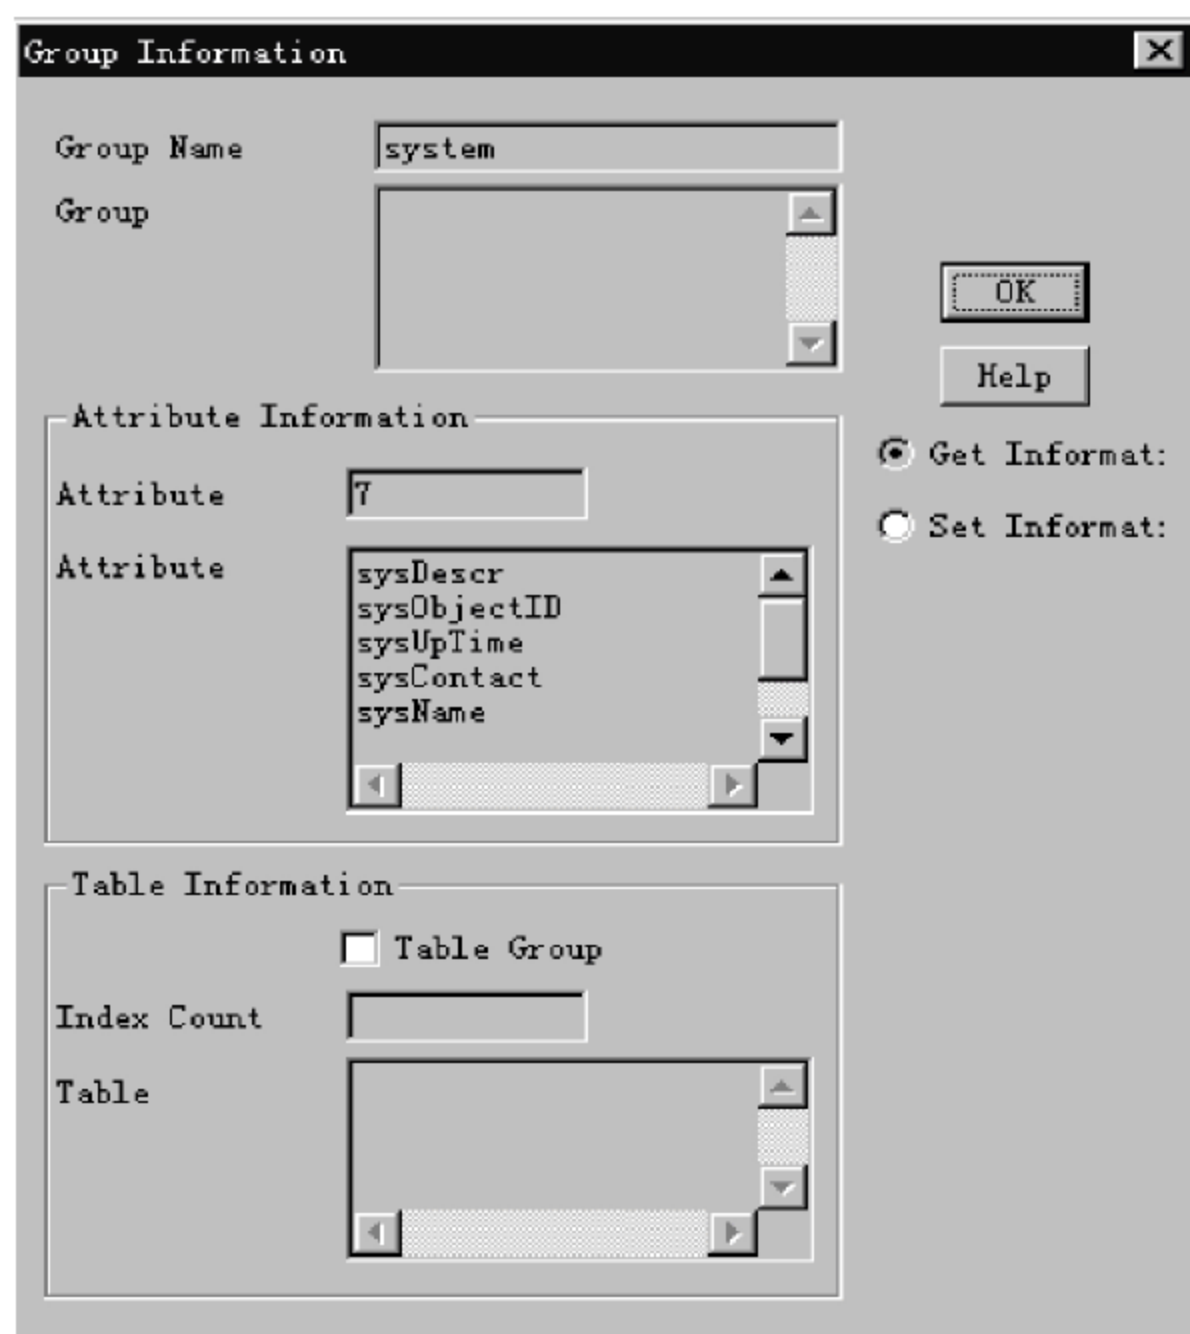 Group Information
Group Name
system
Group
OK
Help
Attribute Information
Get Informat:
Attribute
7
Set Informat:
Attribute
sysDescr
sysObjectID
sysUpTime
sysContact
sysName
Table Information
Table Group
Index Count
Table